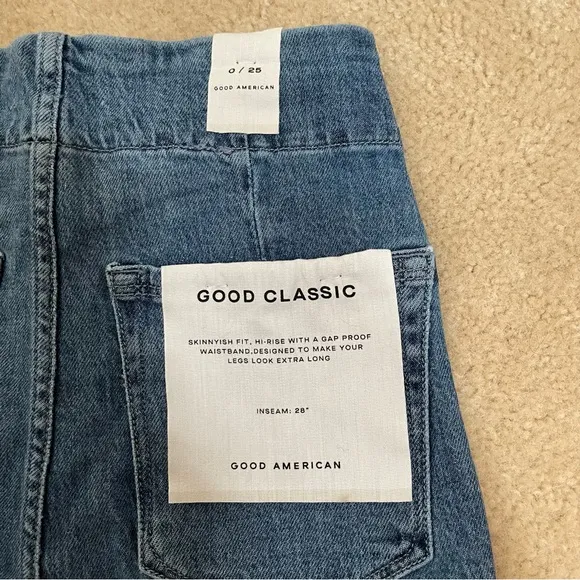 0 / 25
GOOD AMERICAN
GOOD CLASSIC
SKINNYISH FIT, HI-RISE WITH A GAP PROOF
WAISTBAND,DESIGNED TO MAKE YOUR
LEGS LOOK EXTRA LONG
INSEAM: 28"
GOOD AMERICAN